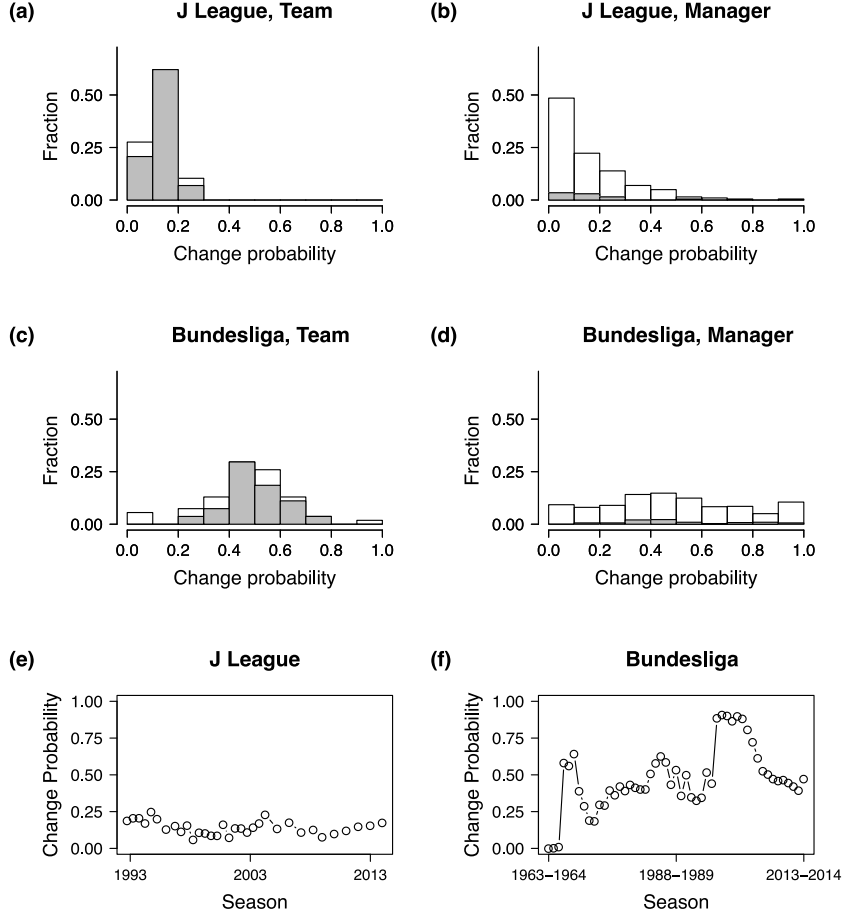 (a) J League, Team
Fraction
0.50
0.25
0.00
0.0 0.2 0.4 0.6 0.8 1.0
Change probability
(b) J League, Manager
Fraction
0.50
0.25
0.00
0.0 0.2 0.4 0.6 0.8 1.0
Change probability
(c) Bundesliga, Team
Fraction
0.50
0.25
0.00
0.0 0.2 0.4 0.6 0.8 1.0
Change probability
(d) Bundesliga, Manager
Fraction
0.50
0.25
0.00
0.0 0.2 0.4 0.6 0.8 1.0
Change probability
(e) J League
Change Probability
1.00
0.75
0.50
0.25
0.00
1993 2003 2013
Season
(f) Bundesliga
Change Probability
1.00
0.75
0.50
0.25
0.00
1963−1964 1988−1989 2013−2014
Season